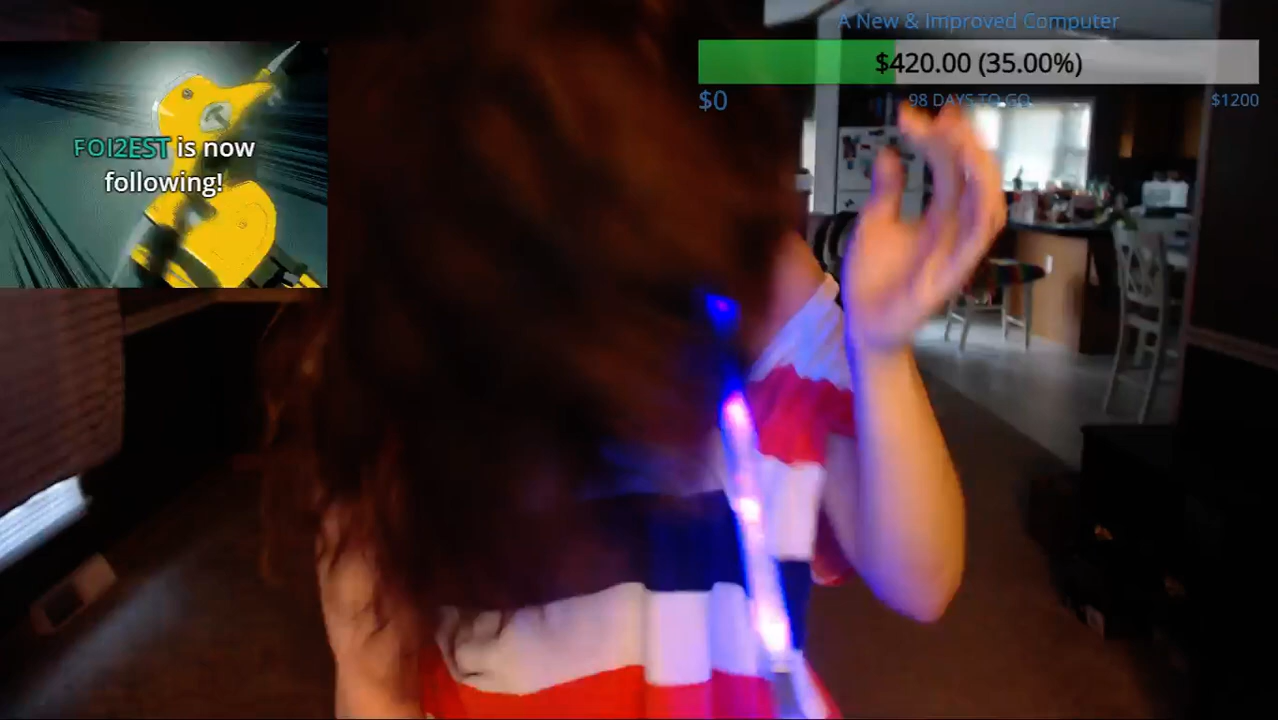 A New & Improved Computer
$420.00 (35.00%)
$0
98 DAYS TO GO
$1200
FOI2EST is now
following!